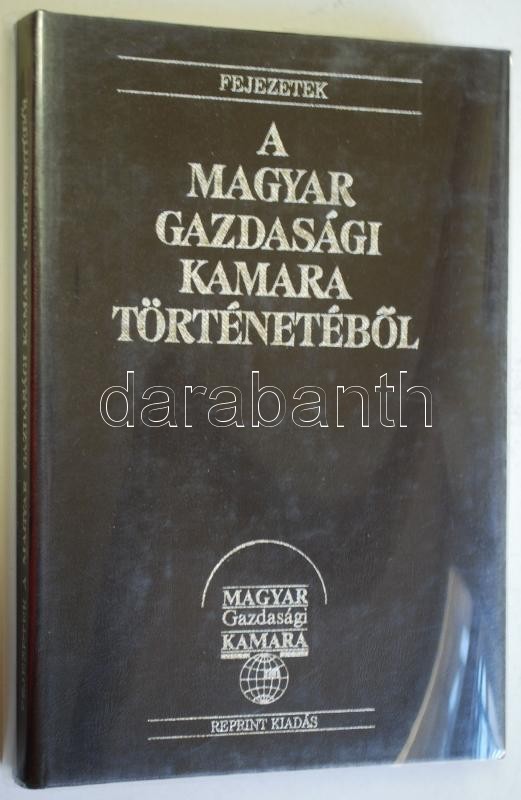 FEJEZETEK
A
MAGYAR
GAZDASÁGI
KAMARA
TÖRTÉNETÉBŐL
darabanth
MAGYAR
Gazdasági
KAMARA
REPRINT KIADÁS
FEJEZETEK A MAGYAR GAZDASÁGI KAMARA TÖRTÉNETÉBŐL